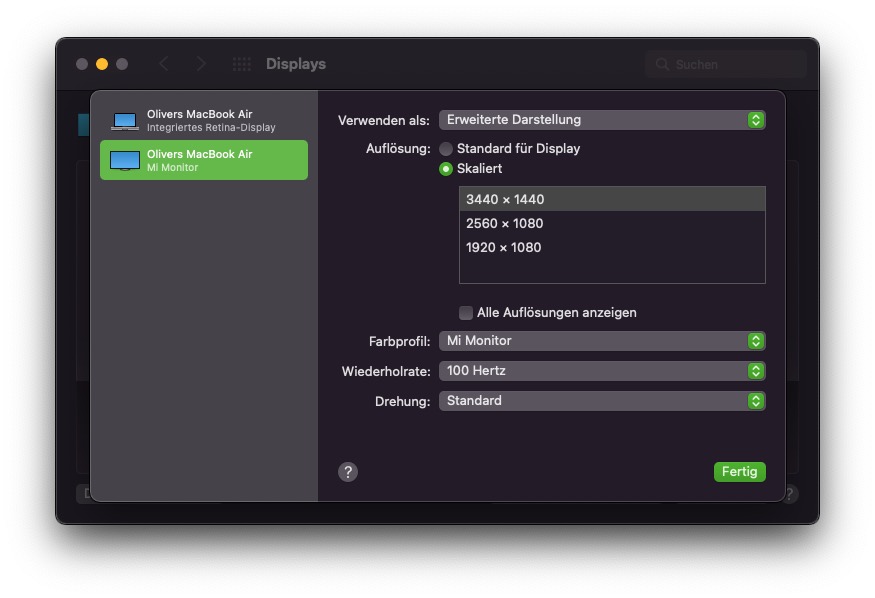 Displays
Suchen
Olivers MacBook Air
Integriertes Retina-Display
Olivers MacBook Air
Mi Monitor
Verwenden als: Erweiterte Darstellung
Auflösung: Standard für Display
Skaliert
3440 × 1440
2560 × 1080
1920 × 1080
Alle Auflösungen anzeigen
Farbprofil: Mi Monitor
Wiederholrate: 100 Hertz
Drehung: Standard
?
Fertig
?